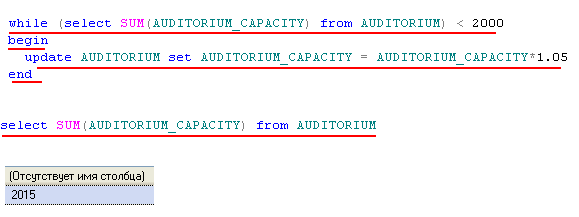 while (select SUM(AUDITORIUM_CAPACITY) from AUDITORIUM) < 2000
begin
update AUDITORIUM set AUDITORIUM_CAPACITY = AUDITORIUM_CAPACITY*1.05
end
select SUM(AUDITORIUM_CAPACITY) from AUDITORIUM
(Отсутствует имя столбца)
2015